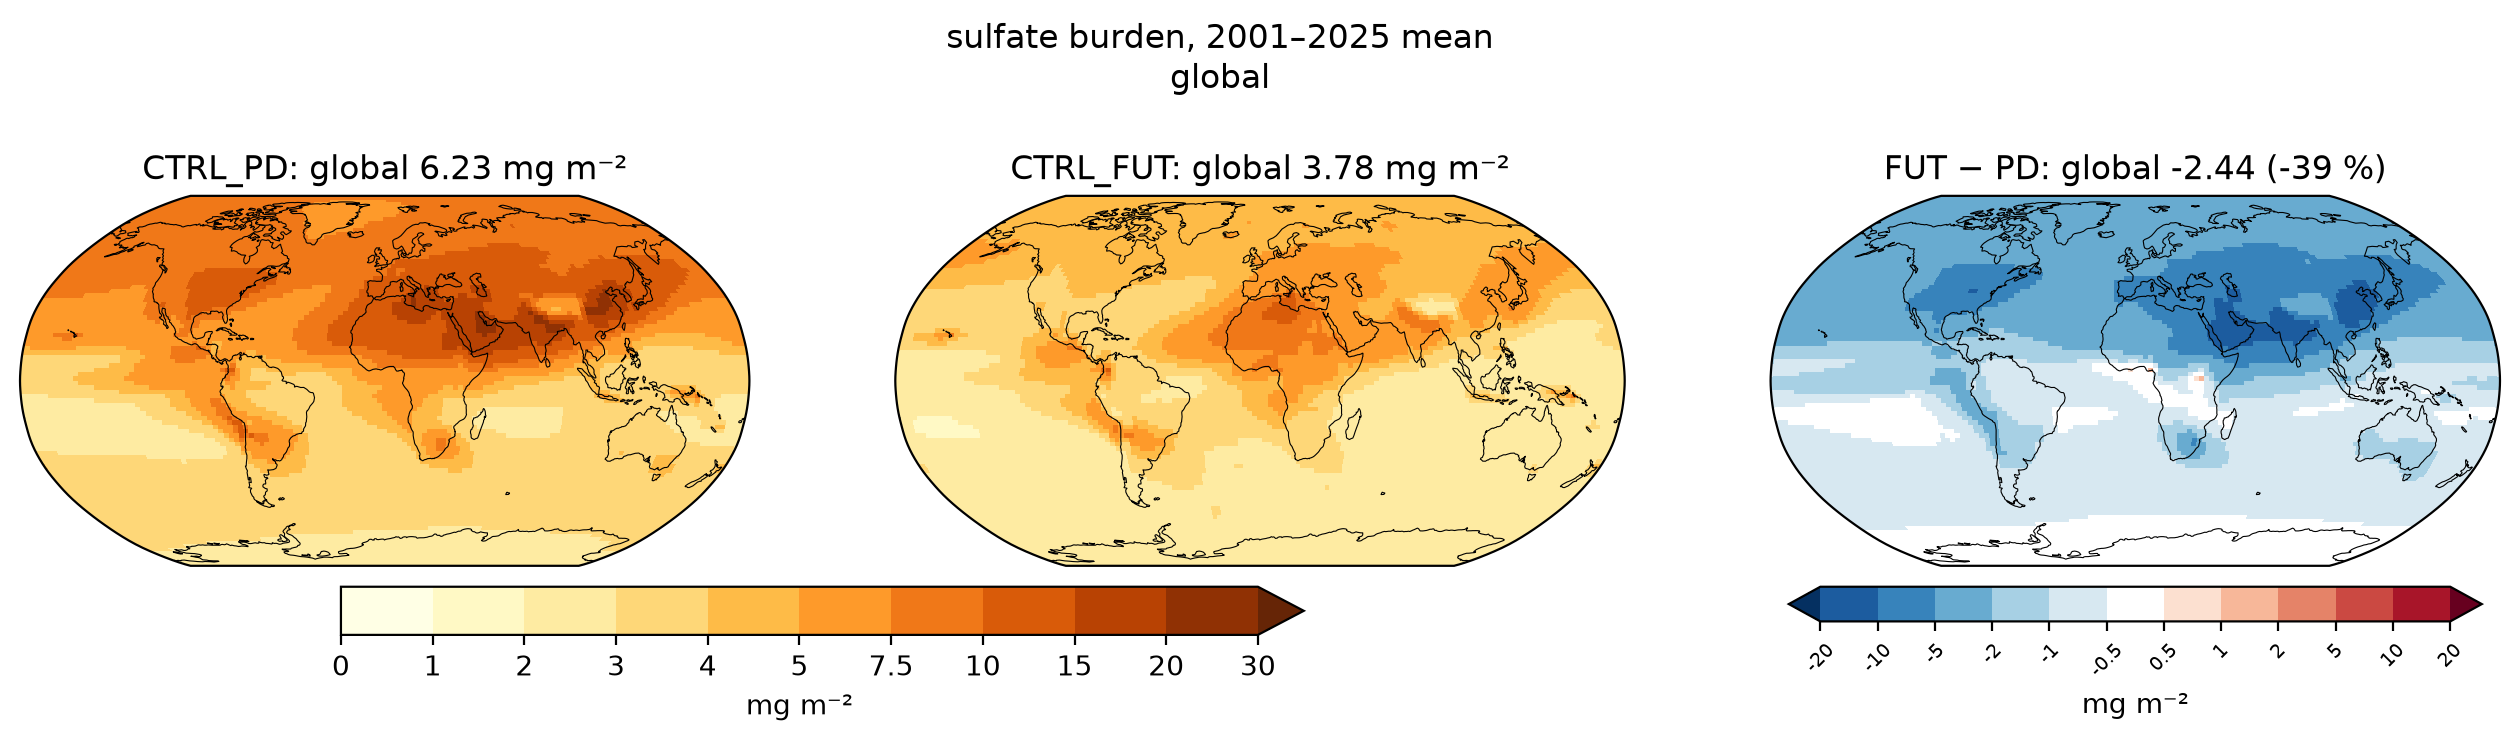 sulfate burden, 2001–2025 mean
global
CTRL_PD: global 6.23 mg m⁻²
CTRL_FUT: global 3.78 mg m⁻²
FUT − PD: global -2.44 (-39 %)
0 1 2 3 4 5 7.5 10 15 20 30
mg m⁻²
-20 -10 -5 -2 -1 -0.5 0.5 1 2 5 10 20
mg m⁻²